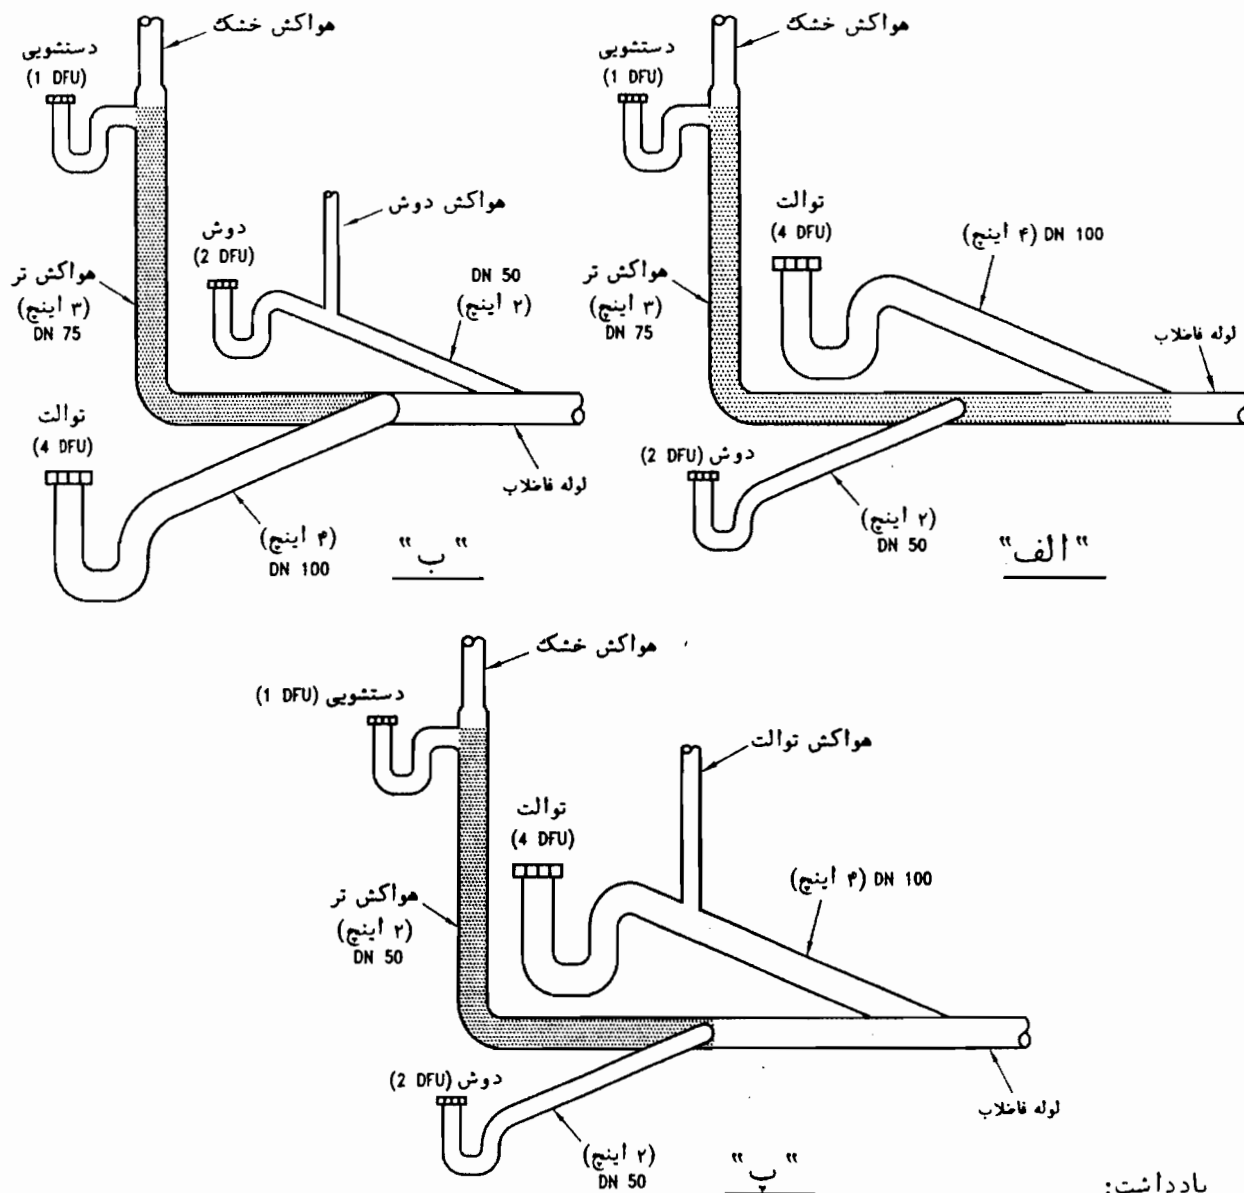 هواکش خشک
دستشویی
(1 DFU)
توالت
(4 DFU)
(۴ اینچ) DN 100
هواکش تر
(۳ اینچ)
DN 75
لوله فاضلاب
دوش (2 DFU)
(۲ اینچ)
DN 50
"الف"
هواکش خشک
دستشویی
(1 DFU)
هواکش دوش
دوش
(2 DFU)
DN 50
(۲ اینچ)
هواکش تر
(۳ اینچ)
DN 75
توالت
(4 DFU)
لوله فاضلاب
(۴ اینچ)
DN 100
"ب"
هواکش خشک
دستشویی (1 DFU)
هواکش توالت
توالت
(4 DFU)
(۴ اینچ) DN 100
هواکش تر
(۲ اینچ)
DN 50
دوش (2 DFU)
لوله فاضلاب
(۲ اینچ)
DN 50
"پ"
یادداشت: